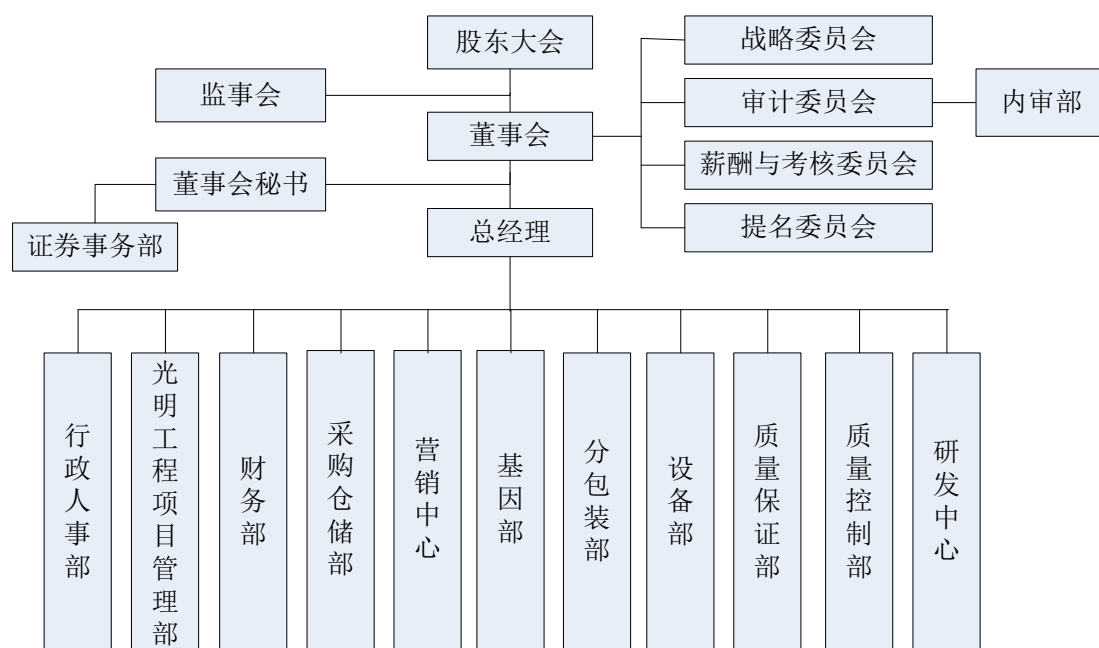 股东大会
战略委员会
监事会
审计委员会
内审部
董事会
薪酬与考核委员会
董事会秘书
总经理
提名委员会
证券事务部
行政人事部
光明工程项目管理部
财务部
采购仓储部
营销中心
基因部
分包装部
设备部
质量保证部
质量控制部
研发中心